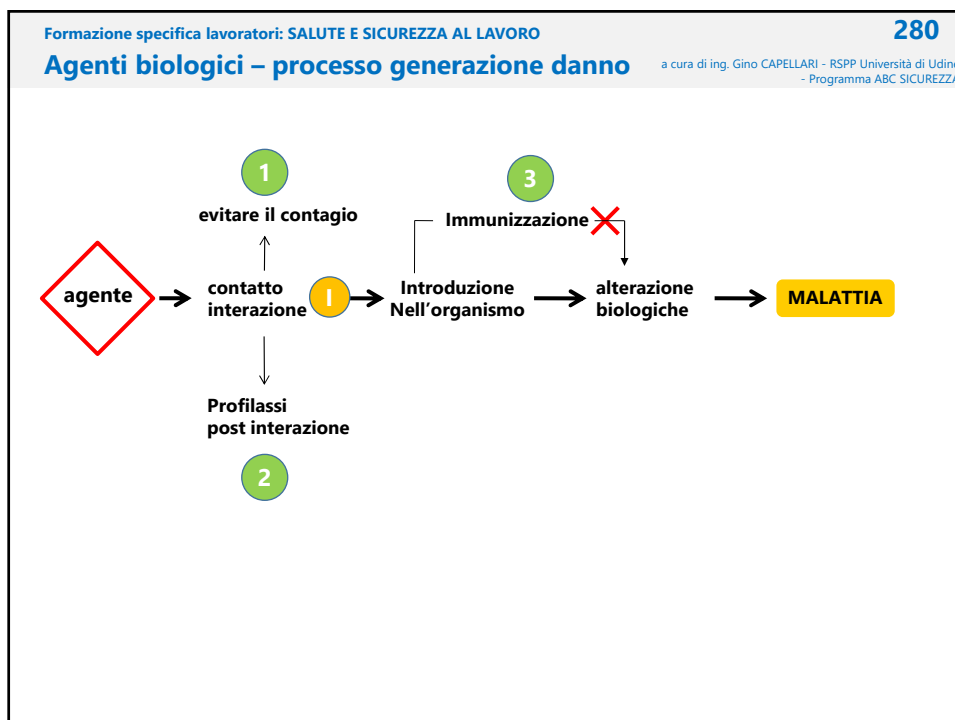 Formazione specifica lavoratori: SALUTE E SICUREZZA AL LAVORO
280
Agenti biologici – processo generazione danno
a cura di ing. Gino CAPELLARI - RSPP Università di Udine
- Programma ABC SICUREZZA
1
3
evitare il contagio
Immunizzazione
agente
contatto
interazione
I
Introduzione
Nell'organismo
alterazione
biologiche
MALATTIA
Profilassi
post interazione
2